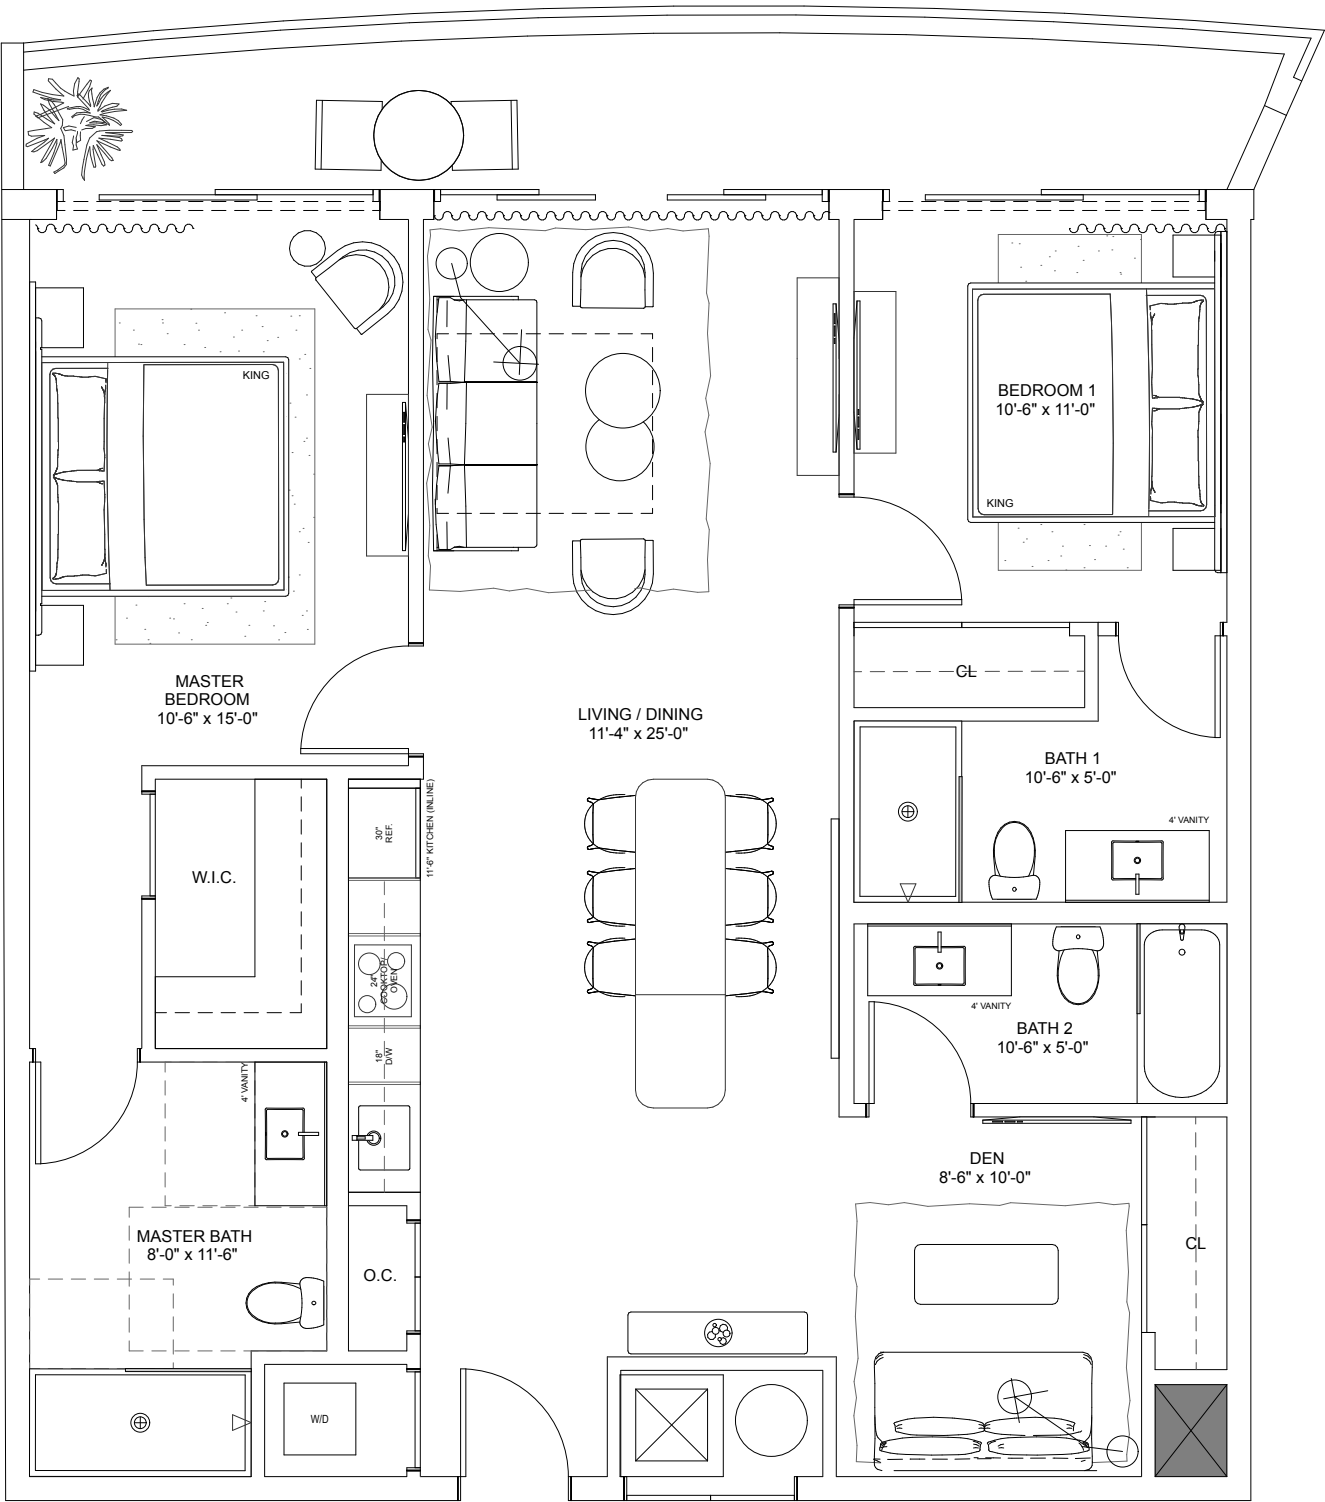 KING
BEDROOM 1
10'-6" x 11'-0"
KING
CL
MASTER
BEDROOM
10'-6" x 15'-0"
LIVING / DINING
11'-4" x 25'-0"
BATH 1
10'-6" x 5'-0"
4' VANITY
11'-6" KITCHEN (INLINE)
30"
REF.
W.I.C.
24"
COOKTOP/
OVEN
18"
D/W
4' VANITY
BATH 2
10'-6" x 5'-0"
4' VANITY
DEN
8'-6" x 10'-0"
MASTER BATH
8'-0" x 11'-6"
O.C.
CL
W/D